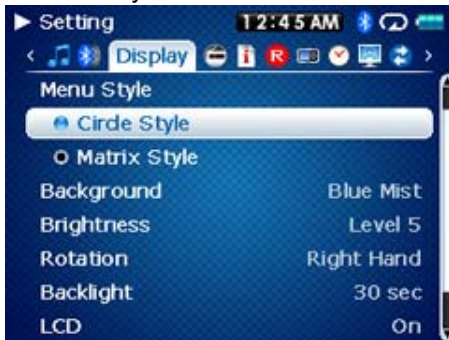 Setting 12:45 AM
Display
Menu Style
Circle Style
Matrix Style
Background Blue Mist
Brightness Level 5
Rotation Right Hand
Backlight 30 sec
LCD On